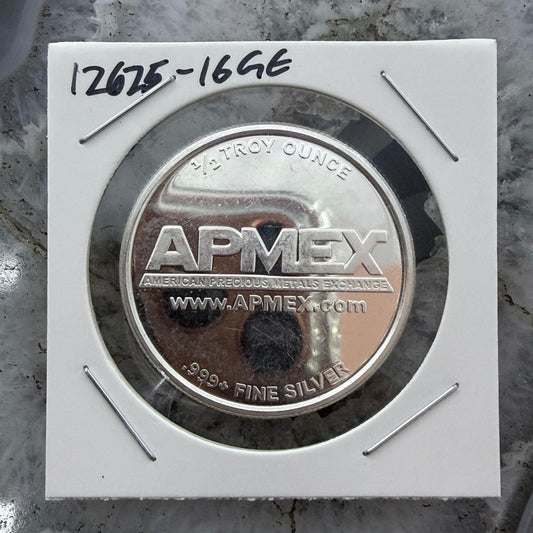 12625-16GE
1/2 TROY OUNCE
APMEX
AMERICAN PRECIOUS METALS EXCHANGE
www.APMEX.com
.999+ FINE SILVER